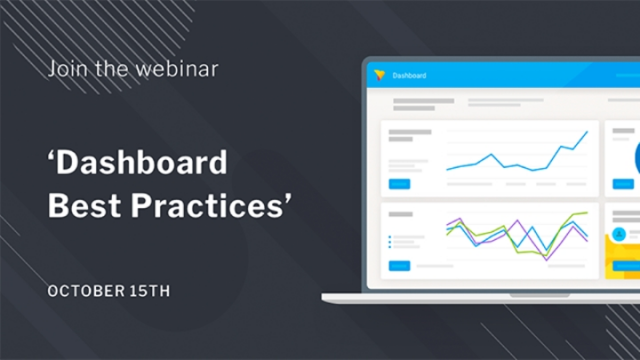 Join the webinar
‘Dashboard
Best Practices’
OCTOBER 15TH
Dashboard